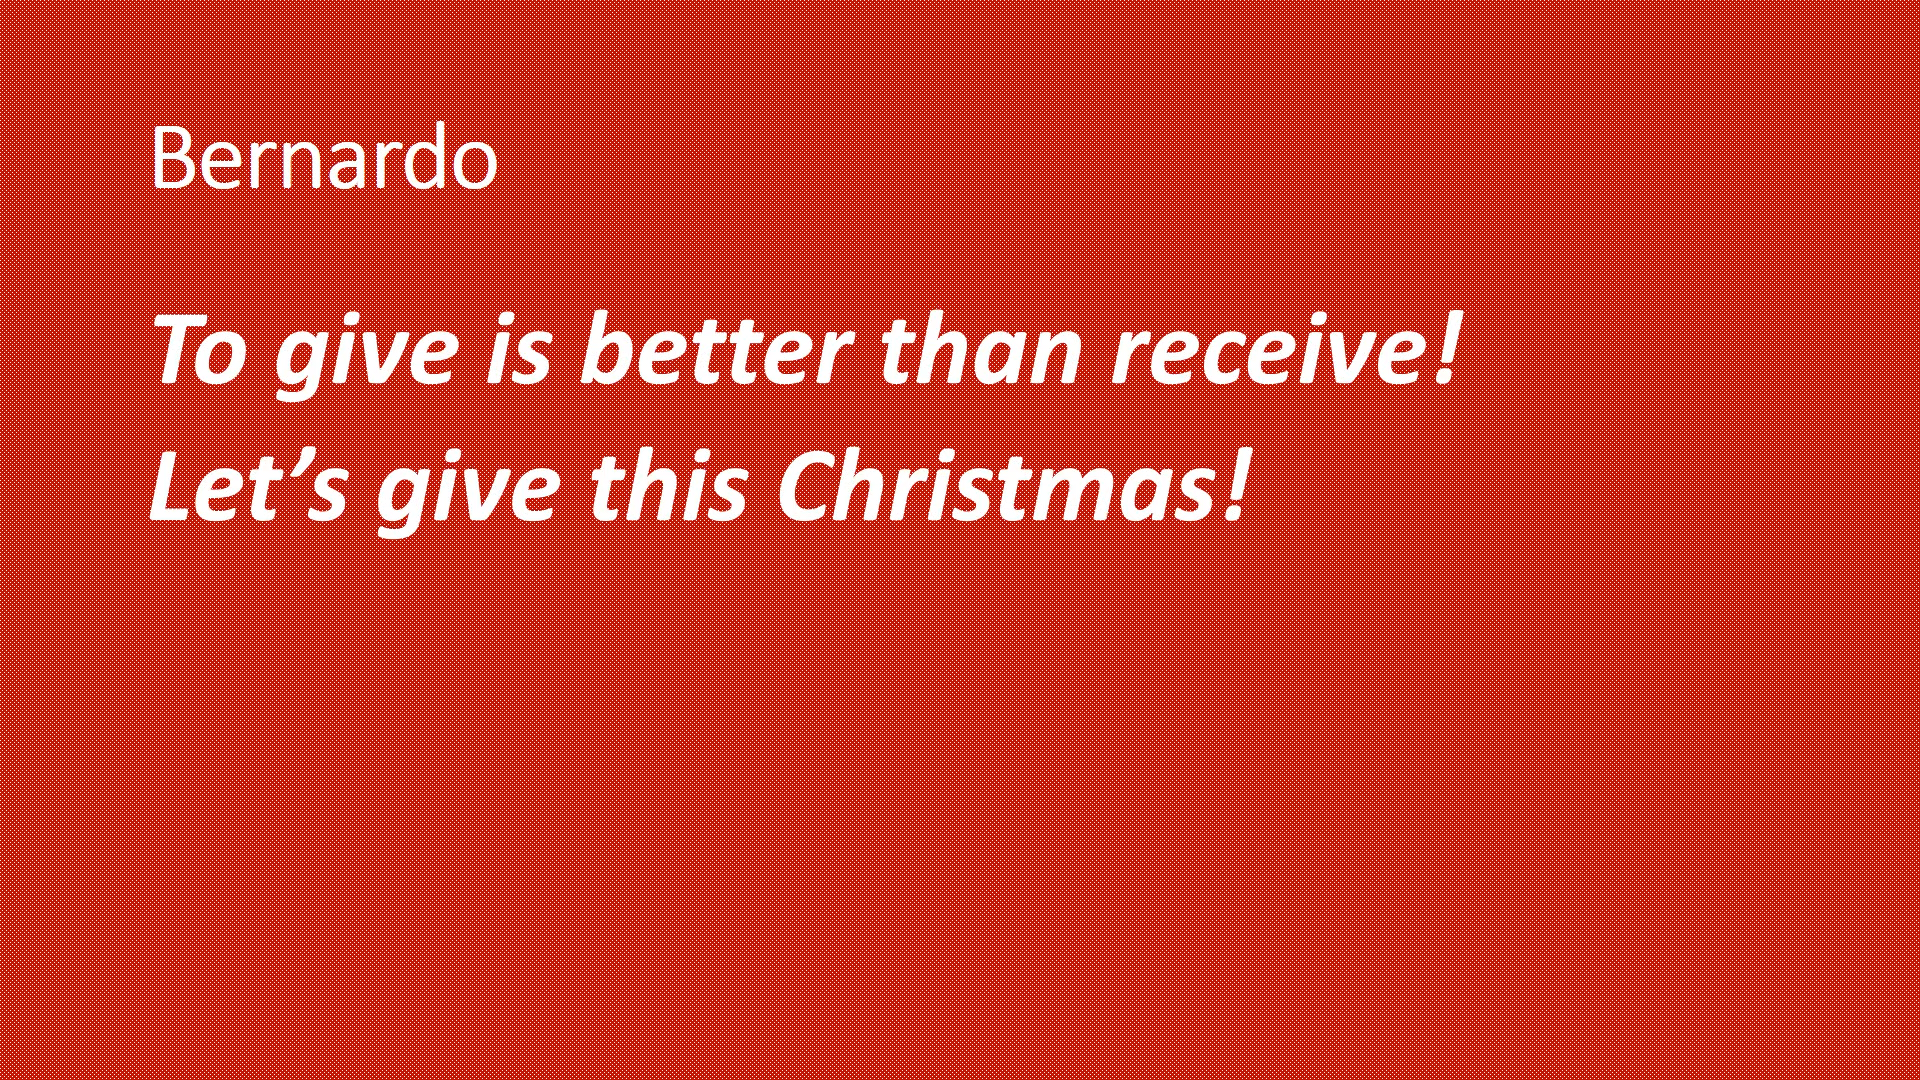 Bernardo
To give is better than receive!
Let’s give this Christmas!